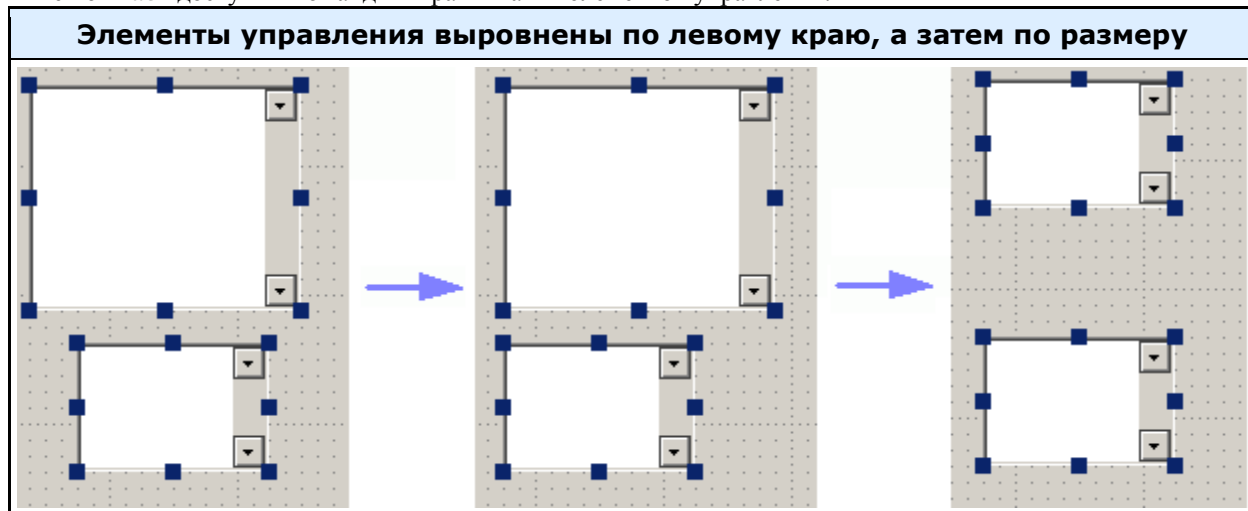 Элементы управления выровнены по левому краю, а затем по размеру